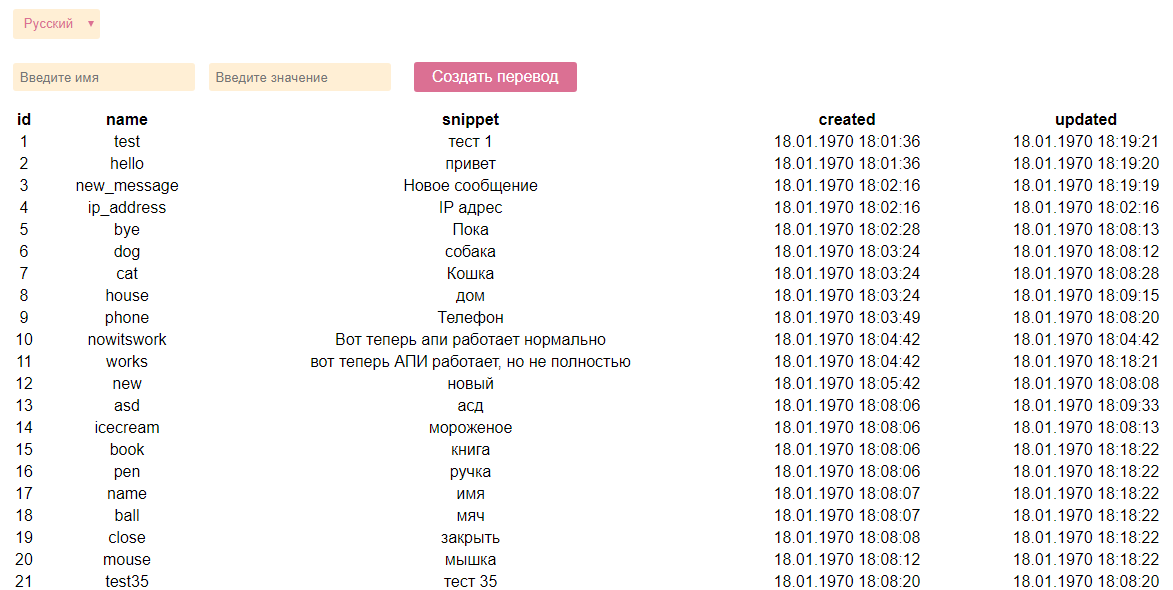 Русский
Введите имя Введите значение Создать перевод
id name snippet created updated
1 test тест 1 18.01.1970 18:01:36 18.01.1970 18:19:21
2 hello привет 18.01.1970 18:01:36 18.01.1970 18:19:20
3 new_message Новое сообщение 18.01.1970 18:02:16 18.01.1970 18:19:19
4 ip_address IP адрес 18.01.1970 18:02:16 18.01.1970 18:02:16
5 bye Пока 18.01.1970 18:02:28 18.01.1970 18:08:13
6 dog собака 18.01.1970 18:03:24 18.01.1970 18:08:12
7 cat Кошка 18.01.1970 18:03:24 18.01.1970 18:08:28
8 house дом 18.01.1970 18:03:24 18.01.1970 18:09:15
9 phone Телефон 18.01.1970 18:03:49 18.01.1970 18:08:20
10 nowitswork Вот теперь апи работает нормально 18.01.1970 18:04:42 18.01.1970 18:04:42
11 works вот теперь АПИ работает, но не полностью 18.01.1970 18:04:42 18.01.1970 18:18:21
12 new новый 18.01.1970 18:05:42 18.01.1970 18:08:08
13 asd асд 18.01.1970 18:08:06 18.01.1970 18:09:33
14 icecream мороженое 18.01.1970 18:08:06 18.01.1970 18:08:13
15 book книга 18.01.1970 18:08:06 18.01.1970 18:18:22
16 pen ручка 18.01.1970 18:08:06 18.01.1970 18:18:22
17 name имя 18.01.1970 18:08:07 18.01.1970 18:18:22
18 ball мяч 18.01.1970 18:08:07 18.01.1970 18:18:22
19 close закрыть 18.01.1970 18:08:08 18.01.1970 18:18:22
20 mouse мышка 18.01.1970 18:08:12 18.01.1970 18:18:22
21 test35 тест 35 18.01.1970 18:08:20 18.01.1970 18:08:20